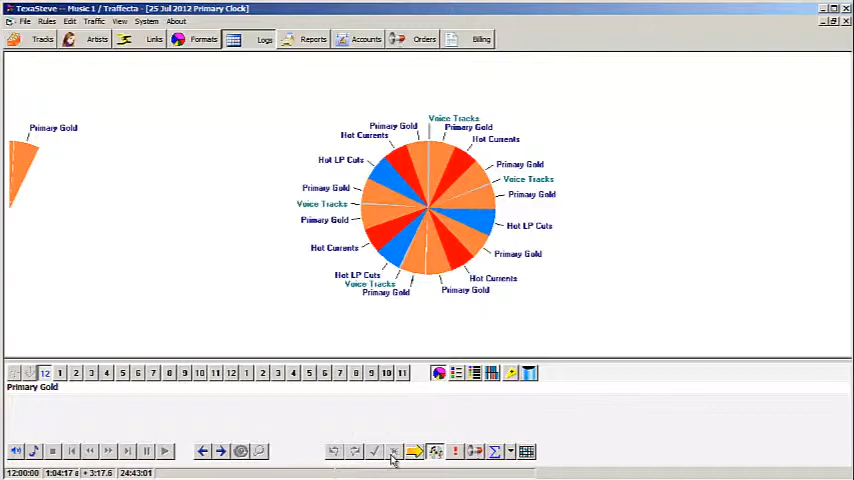 TexaSteve -- Music 1 / Traffecta - [25 Jul 2012 Primary Clock]
File Rules Edit Traffic View System About
Tracks Artists Links Formats Logs Reports Accounts Orders Billing
Voice Tracks
Primary Gold Primary Gold
Hot Currents Hot Currents
Primary Gold
Hot LP Cuts Primary Gold
Voice Tracks
Primary Gold Primary Gold
Voice Tracks
Primary Gold Hot LP Cuts
Hot Currents Primary Gold
Hot LP Cuts Hot Currents
Voice Tracks
Primary Gold Primary Gold
12 1 2 3 4 5 6 7 8 9 10 11 12 1 2 3 4 5 6 7 8 9 10 11
Primary Gold
12:00:00 1:04:17 6 + 3:17.6 24:43:01